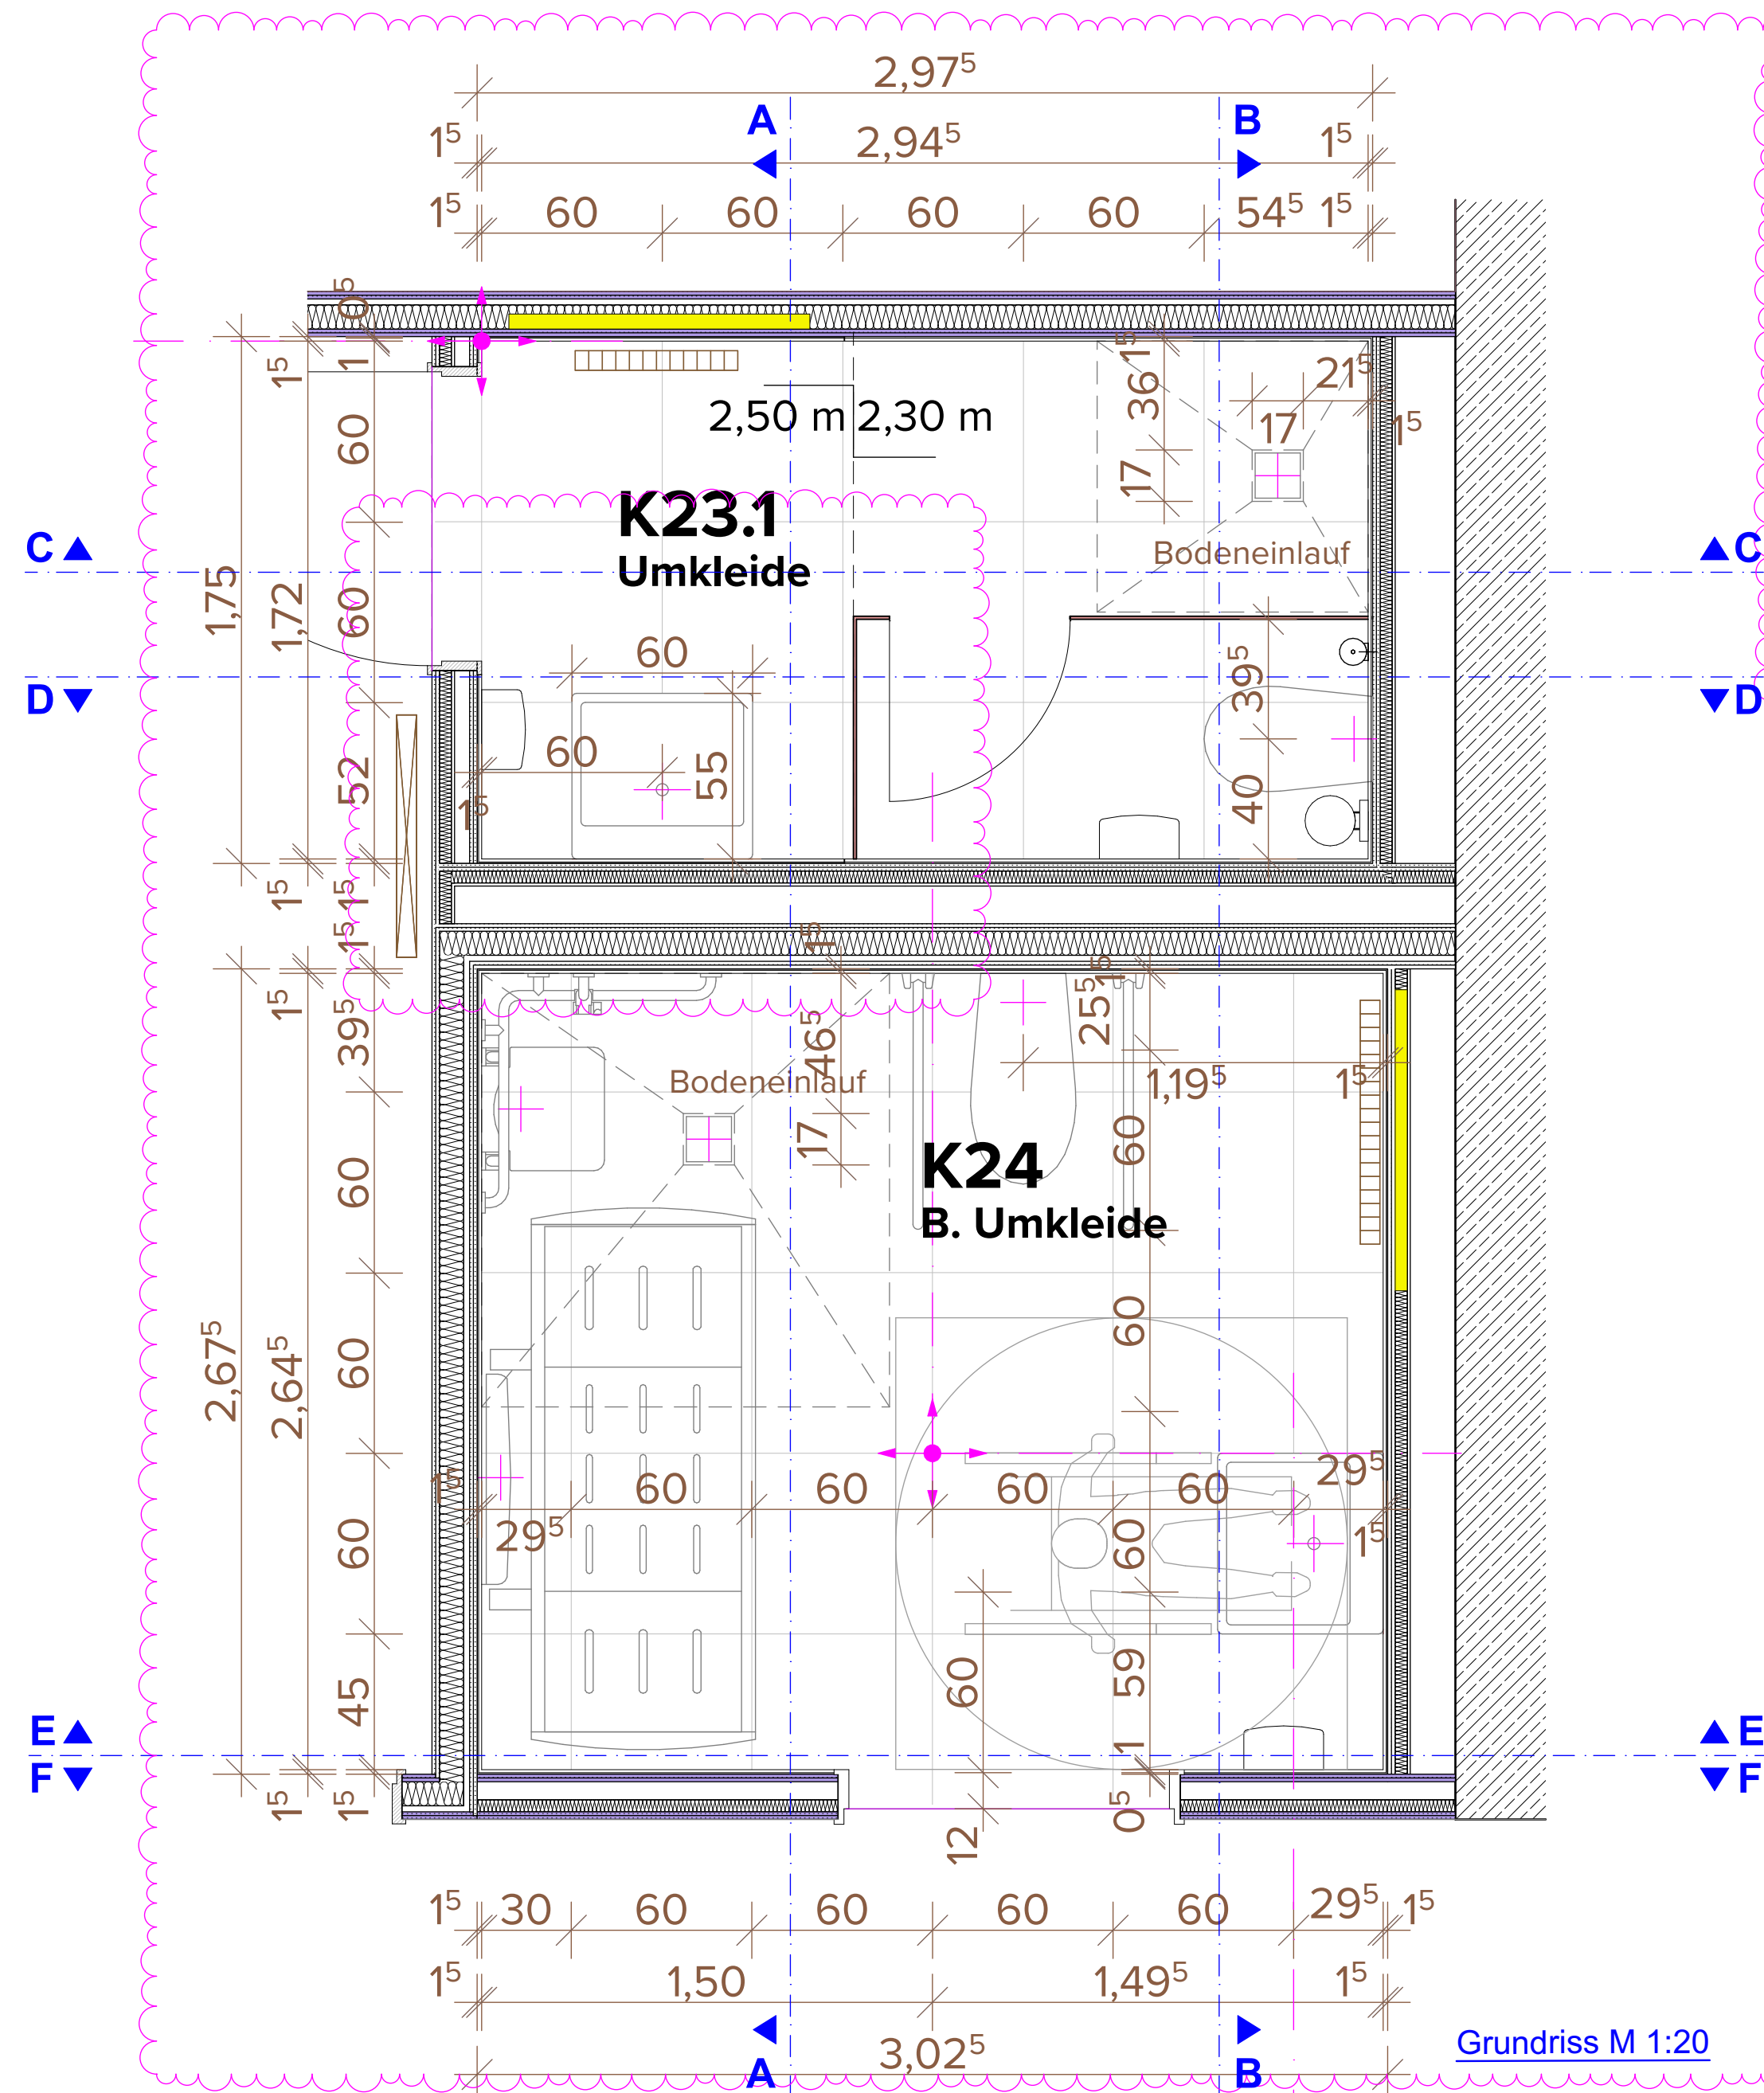 2,97⁵
A
B
1⁵ 2,94⁵ 1⁵
1⁵ 60 60 60 60 54⁵ 1⁵
1 0⁵
1⁵
1⁵
36
21⁵
17
1⁵
60
2,50 m 2,30 m
17
K23.1
Umkleide
Bodeneinlauf
C
C
1,75
1,72
60
60
39⁵
D
D
60
55
52
40
1⁵
1⁵
1⁵
1⁵
1⁵
1⁵
1⁵
39⁵
46⁵
25⁵
Bodeneinlauf
1,19⁵
1⁵
17
60
K24
B. Umkleide
60
60
60
2,67⁵
2,64⁵
1⁵
29⁵
60
60
60
60
29⁵
1⁵
60
60
60
59
45
E
E
1
F
F
1⁵
1⁵
0⁵
12
1⁵ 30 60 60 60 60 29⁵ 1⁵
1⁵ 1,50 1,49⁵ 1⁵
3,02⁵
A
B
Grundriss M 1:20